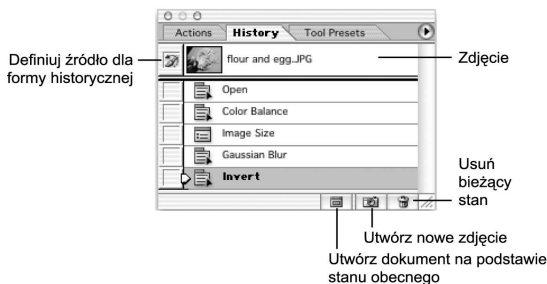 Actions History Tool Presets
Definiuj źródło dla
formy historycznej
flour and egg.JPG
Zdjęcie
Open
Color Balance
Image Size
Gaussian Blur
Invert
Usuń
bieżący
stan
Utwórz nowe zdjęcie
Utwórz dokument na podstawie
stanu obecnego